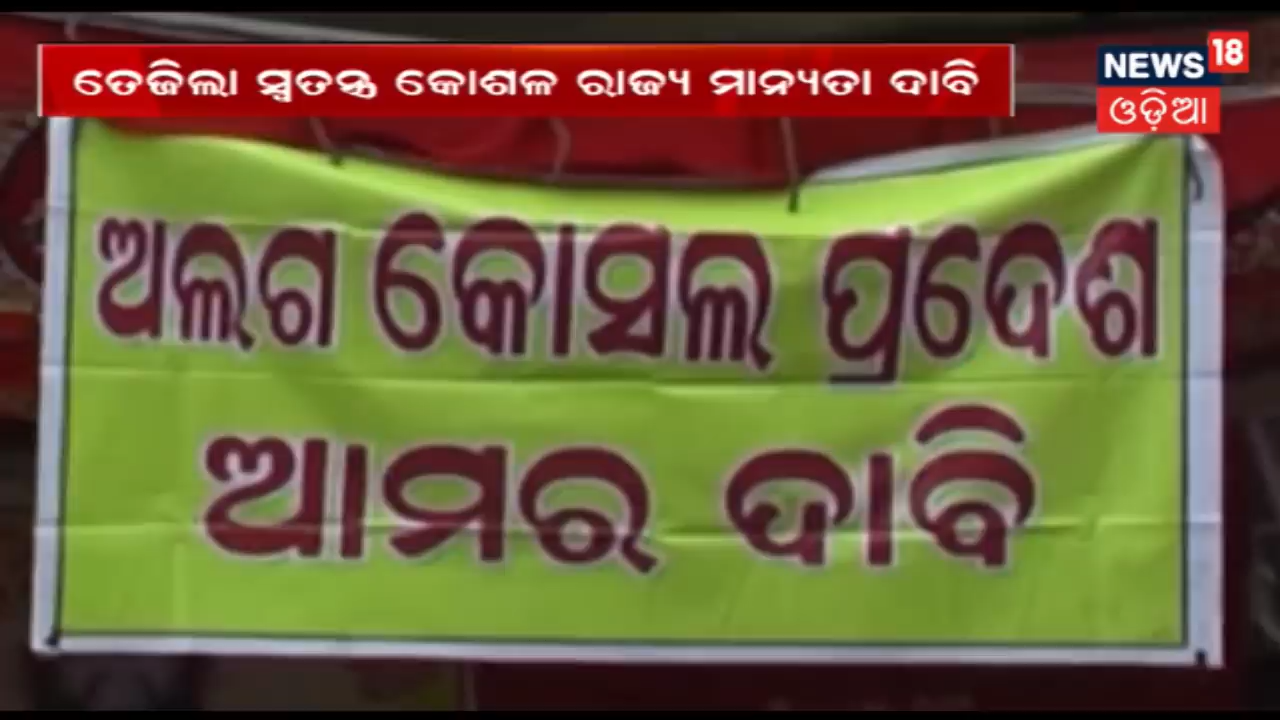 ତେଜିଲା ସ୍ୱତନ୍ତ୍ର କୋଶଳ ରାଜ୍ୟ ମାନ୍ୟତା ଦାବି
NEWS 18
ଓଡ଼ିଆ
ଅଲଗ କୋସଲ ପ୍ରଦେଶ
ଆମର ଦାବି